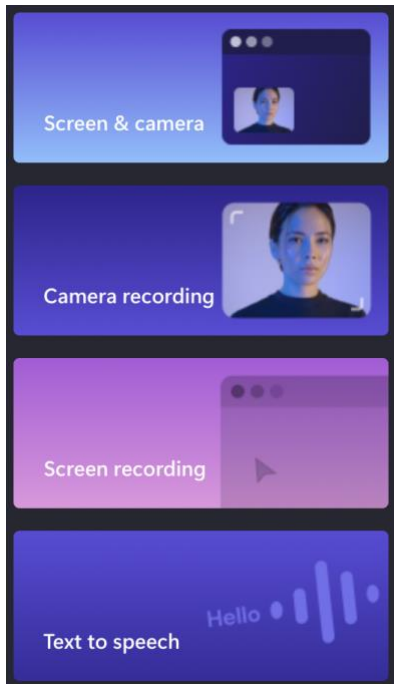 Screen & camera
Camera recording
Screen recording
Hello
Text to speech